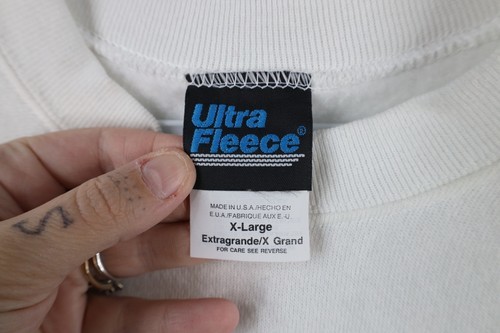 Ultra
Fleece®
MADE IN U.S.A./HECHO EN
E.U.A./FABRIQUE AUX E.-U.
X-Large
Extragrande/X Grand
FOR CARE SEE REVERSE